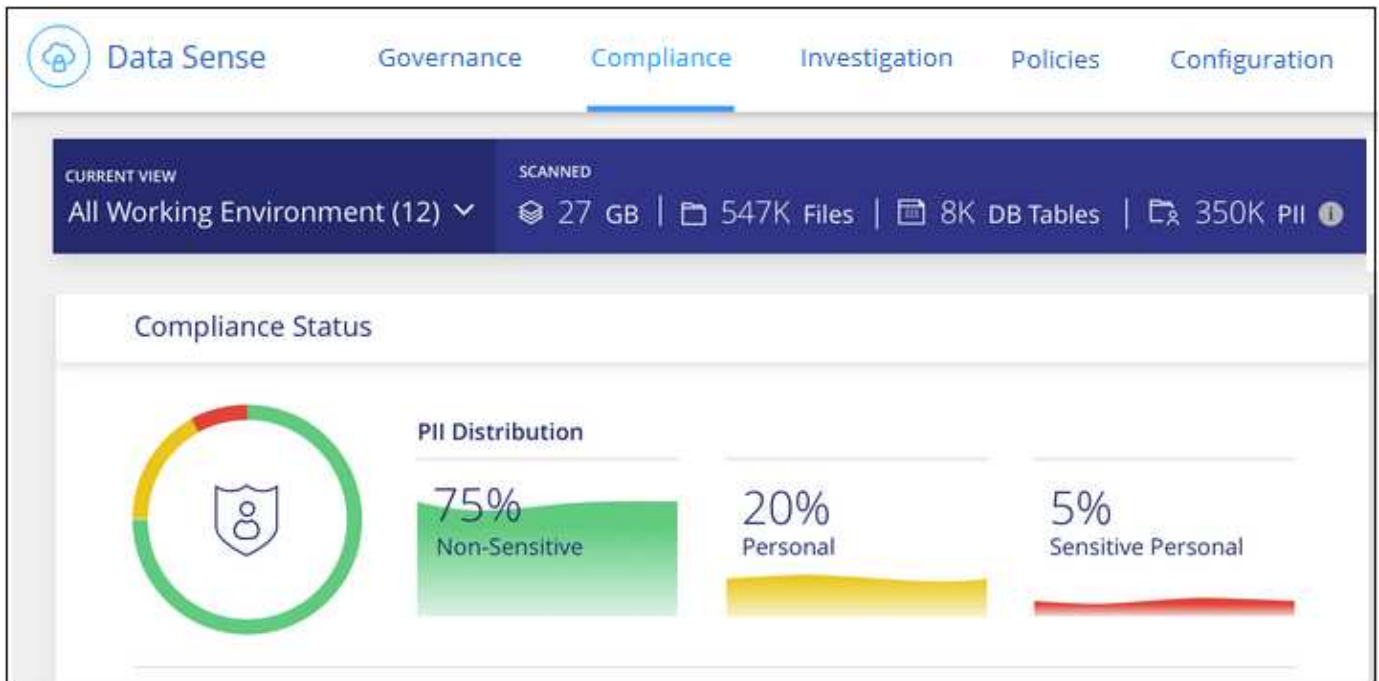 Data Sense Governance Compliance Investigation Policies Configuration
CURRENT VIEW
All Working Environment (12)
SCANNED
27 GB | 547K Files | 8K DB Tables | 350K PII i
Compliance Status
PII Distribution
75%
Non-Sensitive
20%
Personal
5%
Sensitive Personal